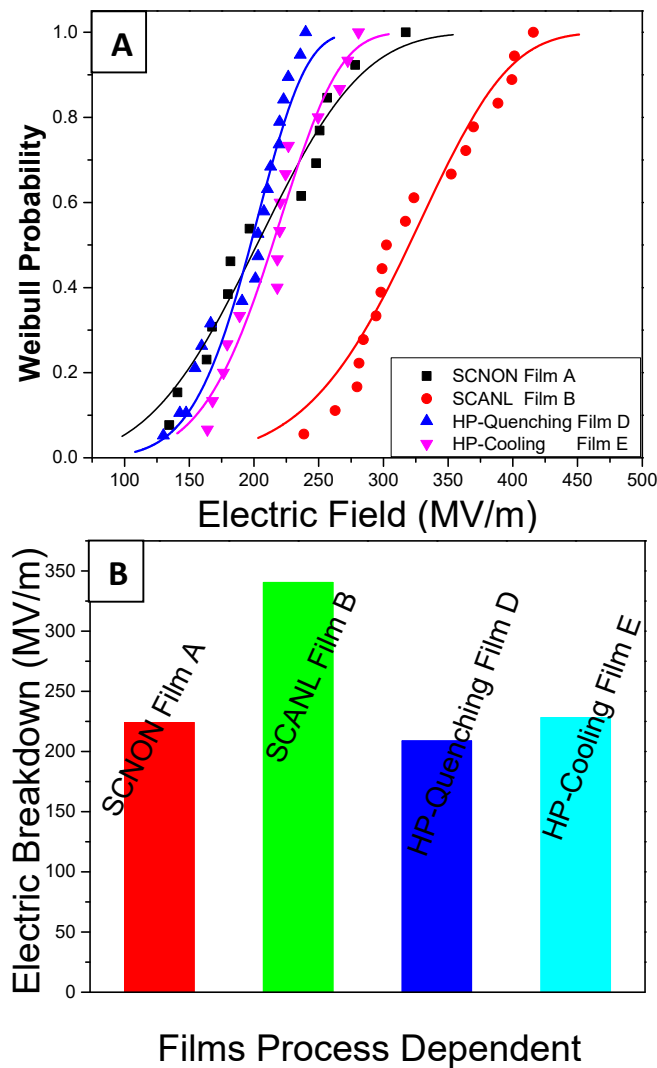 A
Weibull Probability
1.0
0.8
0.6
0.4
0.2
0.0
SCNON Film A
SCANL Film B
HP-Quenching Film D
HP-Cooling Film E
100 150 200 250 300 350 400 450 500
Electric Field (MV/m)
B
Electric Breakdown (MV/m)
350
300
250
200
150
100
50
0
SCNON Film A
SCANL Film B
HP-Quenching Film D
HP-Cooling Film E
Films Process Dependent